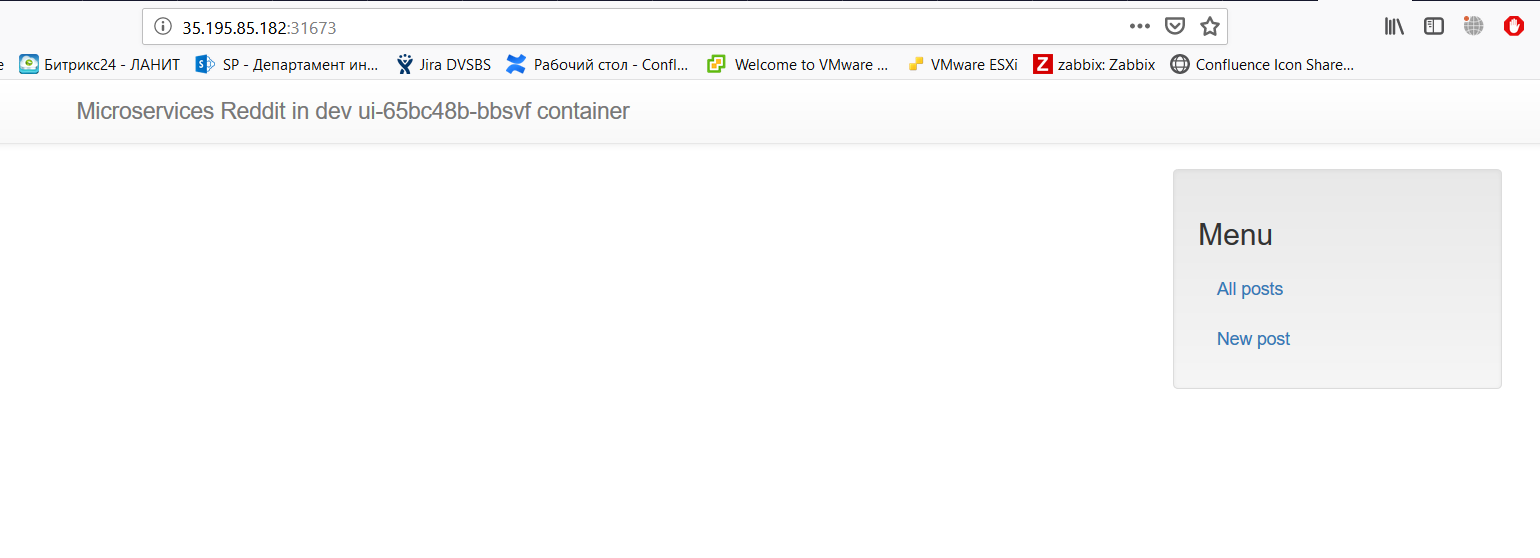 35.195.85.182:31673
е Битрикс24 - ЛАНИТ SP - Департамент ин... Jira DVSBS Рабочий стол - Confl... Welcome to VMware ... VMware ESXi Z zabbix: Zabbix Confluence Icon Share...
Microservices Reddit in dev ui-65bc48b-bbsvf container
Menu
All posts
New post